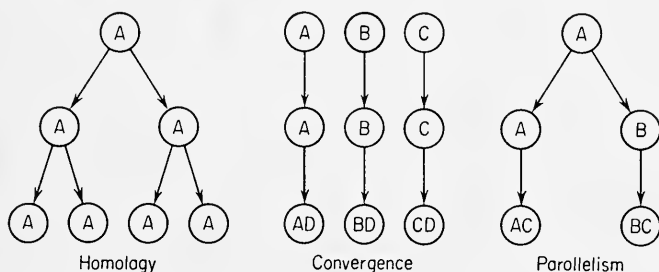 A A B C A
A A A B C A B
A A A A AD BD CD AC BC
Homology Convergence Parollelism